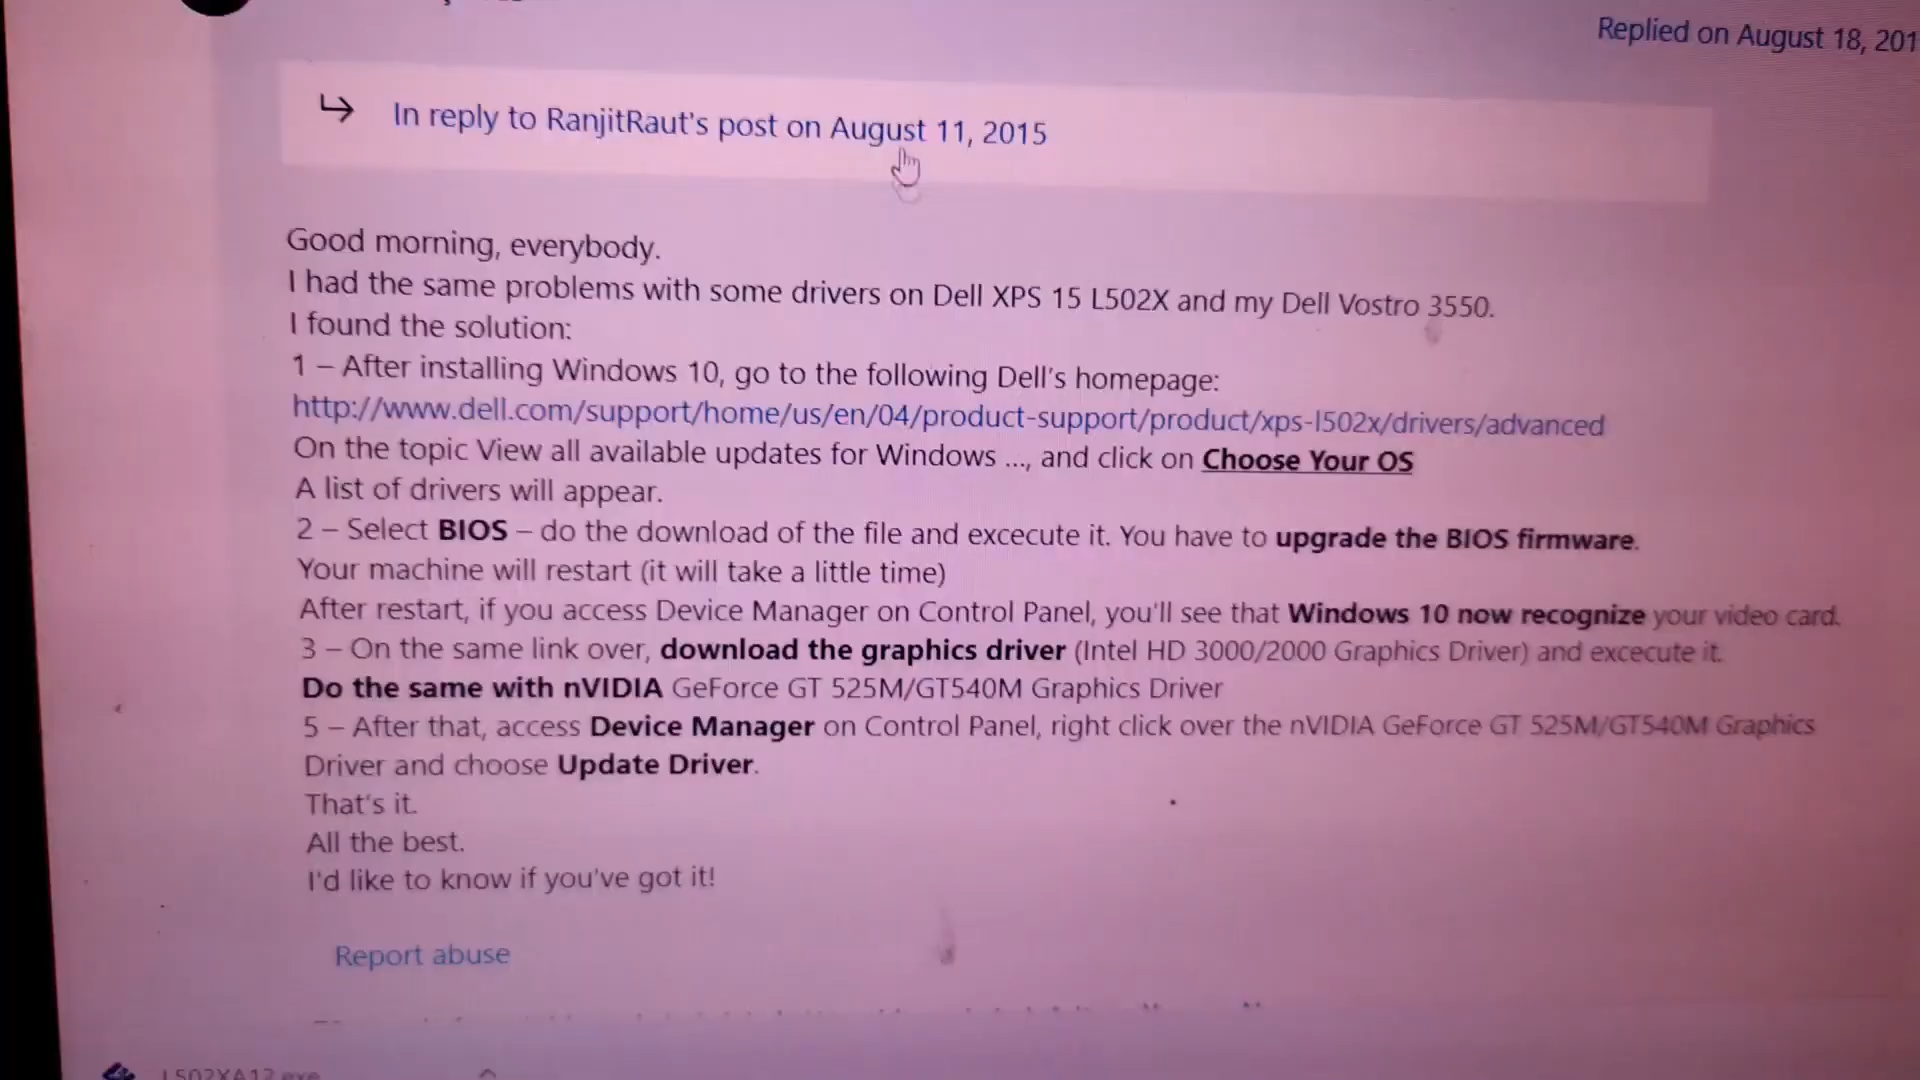 Replied on August 18, 201
In reply to RanjitRaut's post on August 11, 2015
Good morning, everybody.
I had the same problems with some drivers on Dell XPS 15 L502X and my Dell Vostro 3550.
I found the solution:
1 – After installing Windows 10, go to the following Dell's homepage:
http://www.dell.com/support/home/us/en/04/product-support/product/xps-l502x/drivers/advanced
On the topic View all available updates for Windows ..., and click on Choose Your OS
A list of drivers will appear.
2 – Select BIOS – do the download of the file and excecute it. You have to upgrade the BIOS firmware.
Your machine will restart (it will take a little time)
After restart, if you access Device Manager on Control Panel, you'll see that Windows 10 now recognize your video card.
3 – On the same link over, download the graphics driver (Intel HD 3000/2000 Graphics Driver) and excecute it.
Do the same with nVIDIA GeForce GT 525M/GT540M Graphics Driver
5 – After that, access Device Manager on Control Panel, right click over the nVIDIA GeForce GT 525M/GT540M Graphics
Driver and choose Update Driver.
That's it.
All the best.
I'd like to know if you've got it!
Report abuse
L502XA12.exe